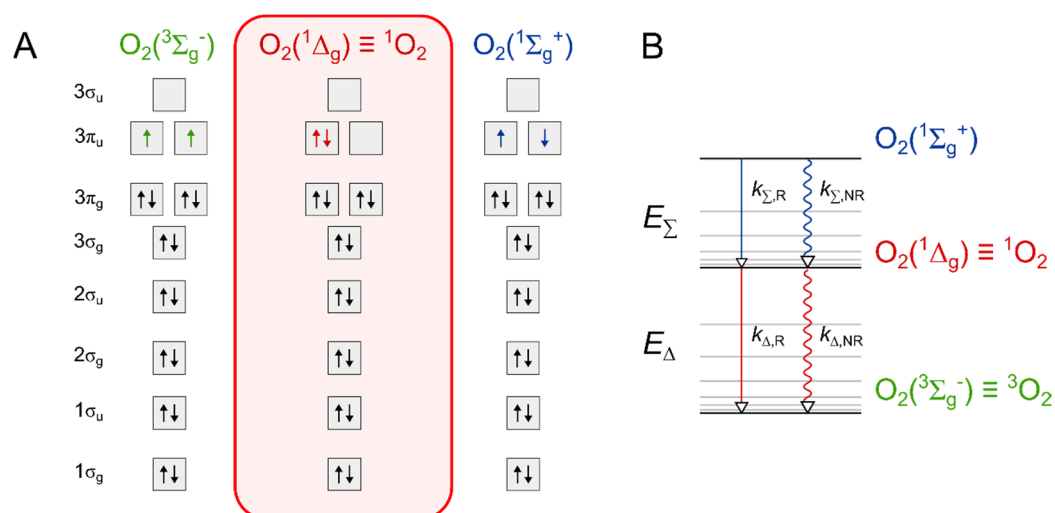 A
O₂(³Σg⁻)
O₂(¹Δg) ≡ ¹O₂
O₂(¹Σg⁺)
3σu
3πu
3πg
3σg
2σu
2σg
1σu
1σg
B
O₂(¹Σg⁺)
kΣ,R
kΣ,NR
EΣ
O₂(¹Δg) ≡ ¹O₂
kΔ,R
kΔ,NR
EΔ
O₂(³Σg⁻) ≡ ³O₂